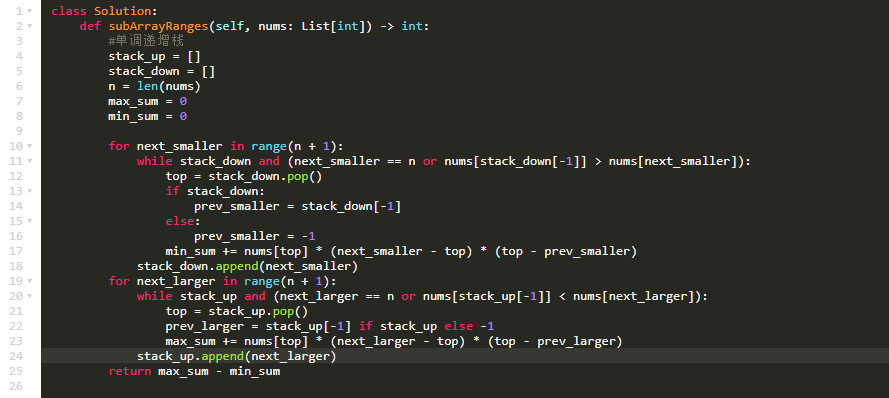 1 class Solution:
2     def subArrayRanges(self, nums: List[int]) -> int:
3         #单调递增栈
4         stack_up = []
5         stack_down = []
6         n = len(nums)
7         max_sum = 0
8         min_sum = 0
9
10         for next_smaller in range(n + 1):
11             while stack_down and (next_smaller == n or nums[stack_down[-1]] > nums[next_smaller]):
12                 top = stack_down.pop()
13                 if stack_down:
14                     prev_smaller = stack_down[-1]
15                 else:
16                     prev_smaller = -1
17                 min_sum += nums[top] * (next_smaller - top) * (top - prev_smaller)
18             stack_down.append(next_smaller)
19         for next_larger in range(n + 1):
20             while stack_up and (next_larger == n or nums[stack_up[-1]] < nums[next_larger]):
21                 top = stack_up.pop()
22                 prev_larger = stack_up[-1] if stack_up else -1
23                 max_sum += nums[top] * (next_larger - top) * (top - prev_larger)
24             stack_up.append(next_larger)
25         return max_sum - min_sum
26